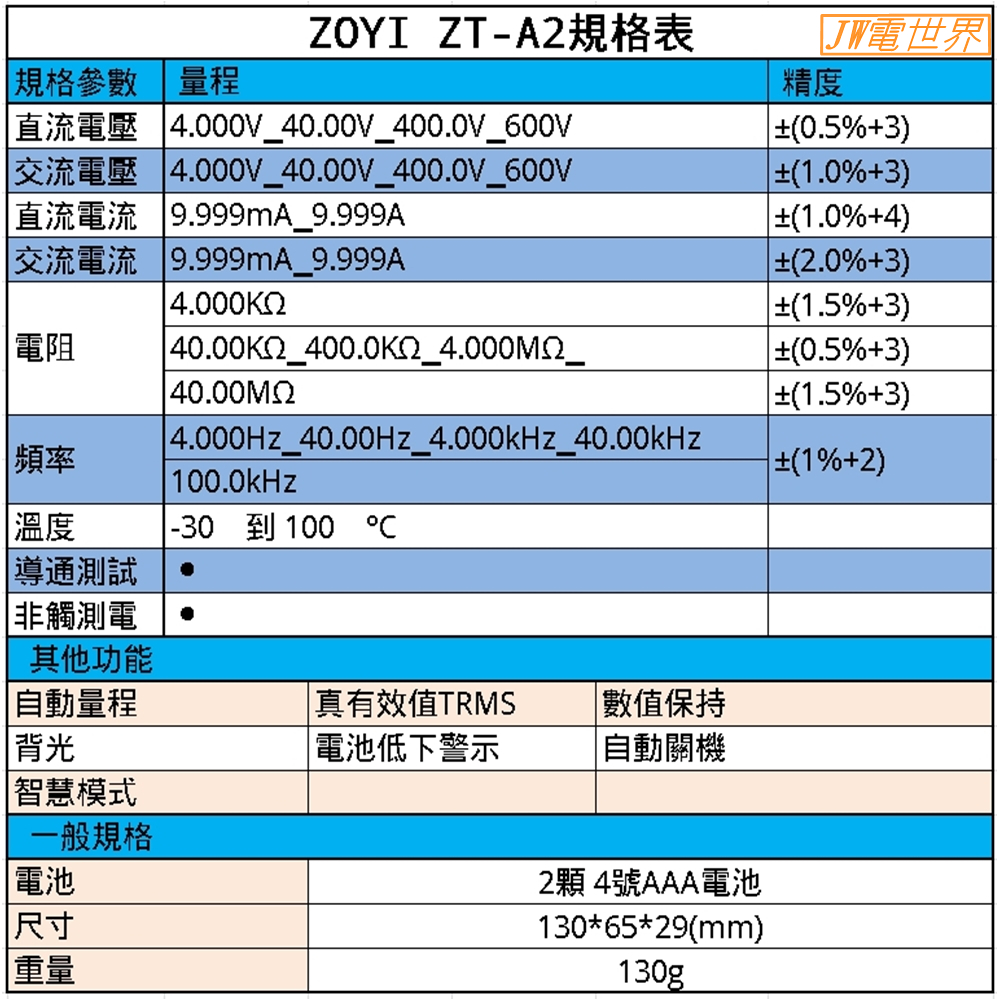 ZOYI ZT-A2規格表
JW電世界
規格參數 量程 精度
直流電壓 4.000V_40.00V_400.0V_600V ±(0.5%+3)
交流電壓 4.000V_40.00V_400.0V_600V ±(1.0%+3)
直流電流 9.999mA_9.999A ±(1.0%+4)
交流電流 9.999mA_9.999A ±(2.0%+3)
4.000KΩ ±(1.5%+3)
電阻 40.00KΩ_400.0KΩ_4.000MΩ_ ±(0.5%+3)
40.00MΩ ±(1.5%+3)
頻率 4.000Hz_40.00Hz_4.000kHz_40.00kHz ±(1%+2)
100.0kHz
溫度 -30 到 100 ℃
導通測試 ●
非觸測電 ●
其他功能
自動量程 真有效值TRMS 數值保持
背光 電池低下警示 自動關機
智慧模式
一般規格
電池 2顆 4號AAA電池
尺寸 130*65*29(mm)
重量 130g